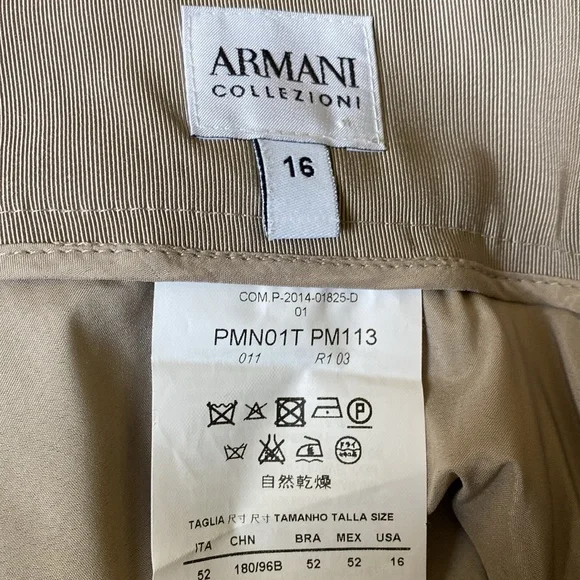 ARMANI
COLLEZIONI
16
COM.P-2014-01825-D
01
PMN01T PM113
011 R1 03
P
ドライ
自然乾燥
TAGLIA 尺寸 尺寸 TAMANHO TALLA SIZE
ITA CHN BRA MEX USA
52 180/96B 52 52 16